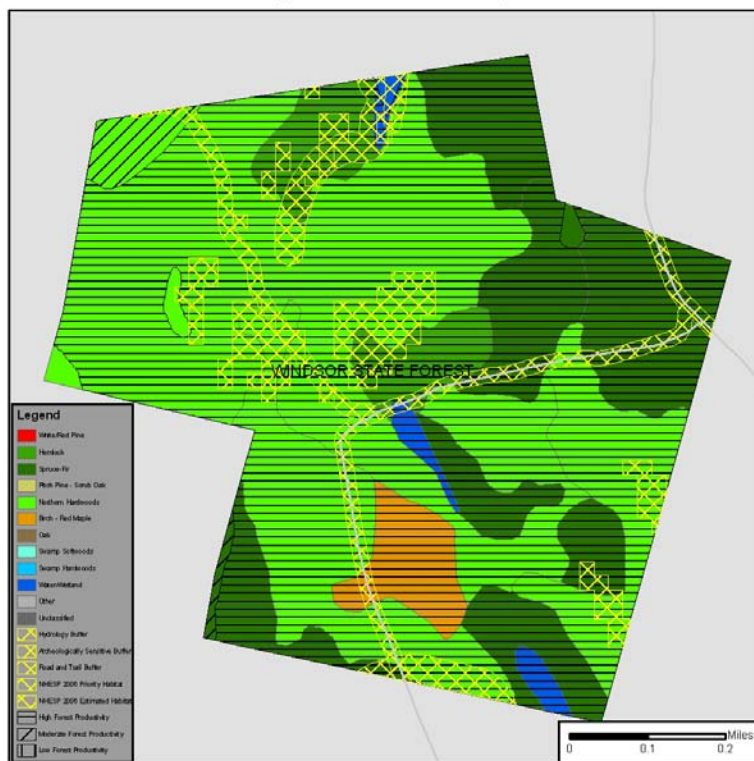 WINDSOR STATE FOREST
Legend
White/Red Pine
Hemlock
Spruce-Fir
Pitch Pine - Scrub Oak
Northern Hardwoods
Birch - Red Maple
Oak
Swamp Softwoods
Swamp Hardwoods
Water/Wetland
Other
Unclassified
Hydrology Buffer
Archeologically Sensitive Buffer
Road and Trail Buffer
NHESP 2006 Priority Habitat
NHESP 2006 Estimated Habitat
High Forest Productivity
Moderate Forest Productivity
Low Forest Productivity
Miles
0 0.1 0.2